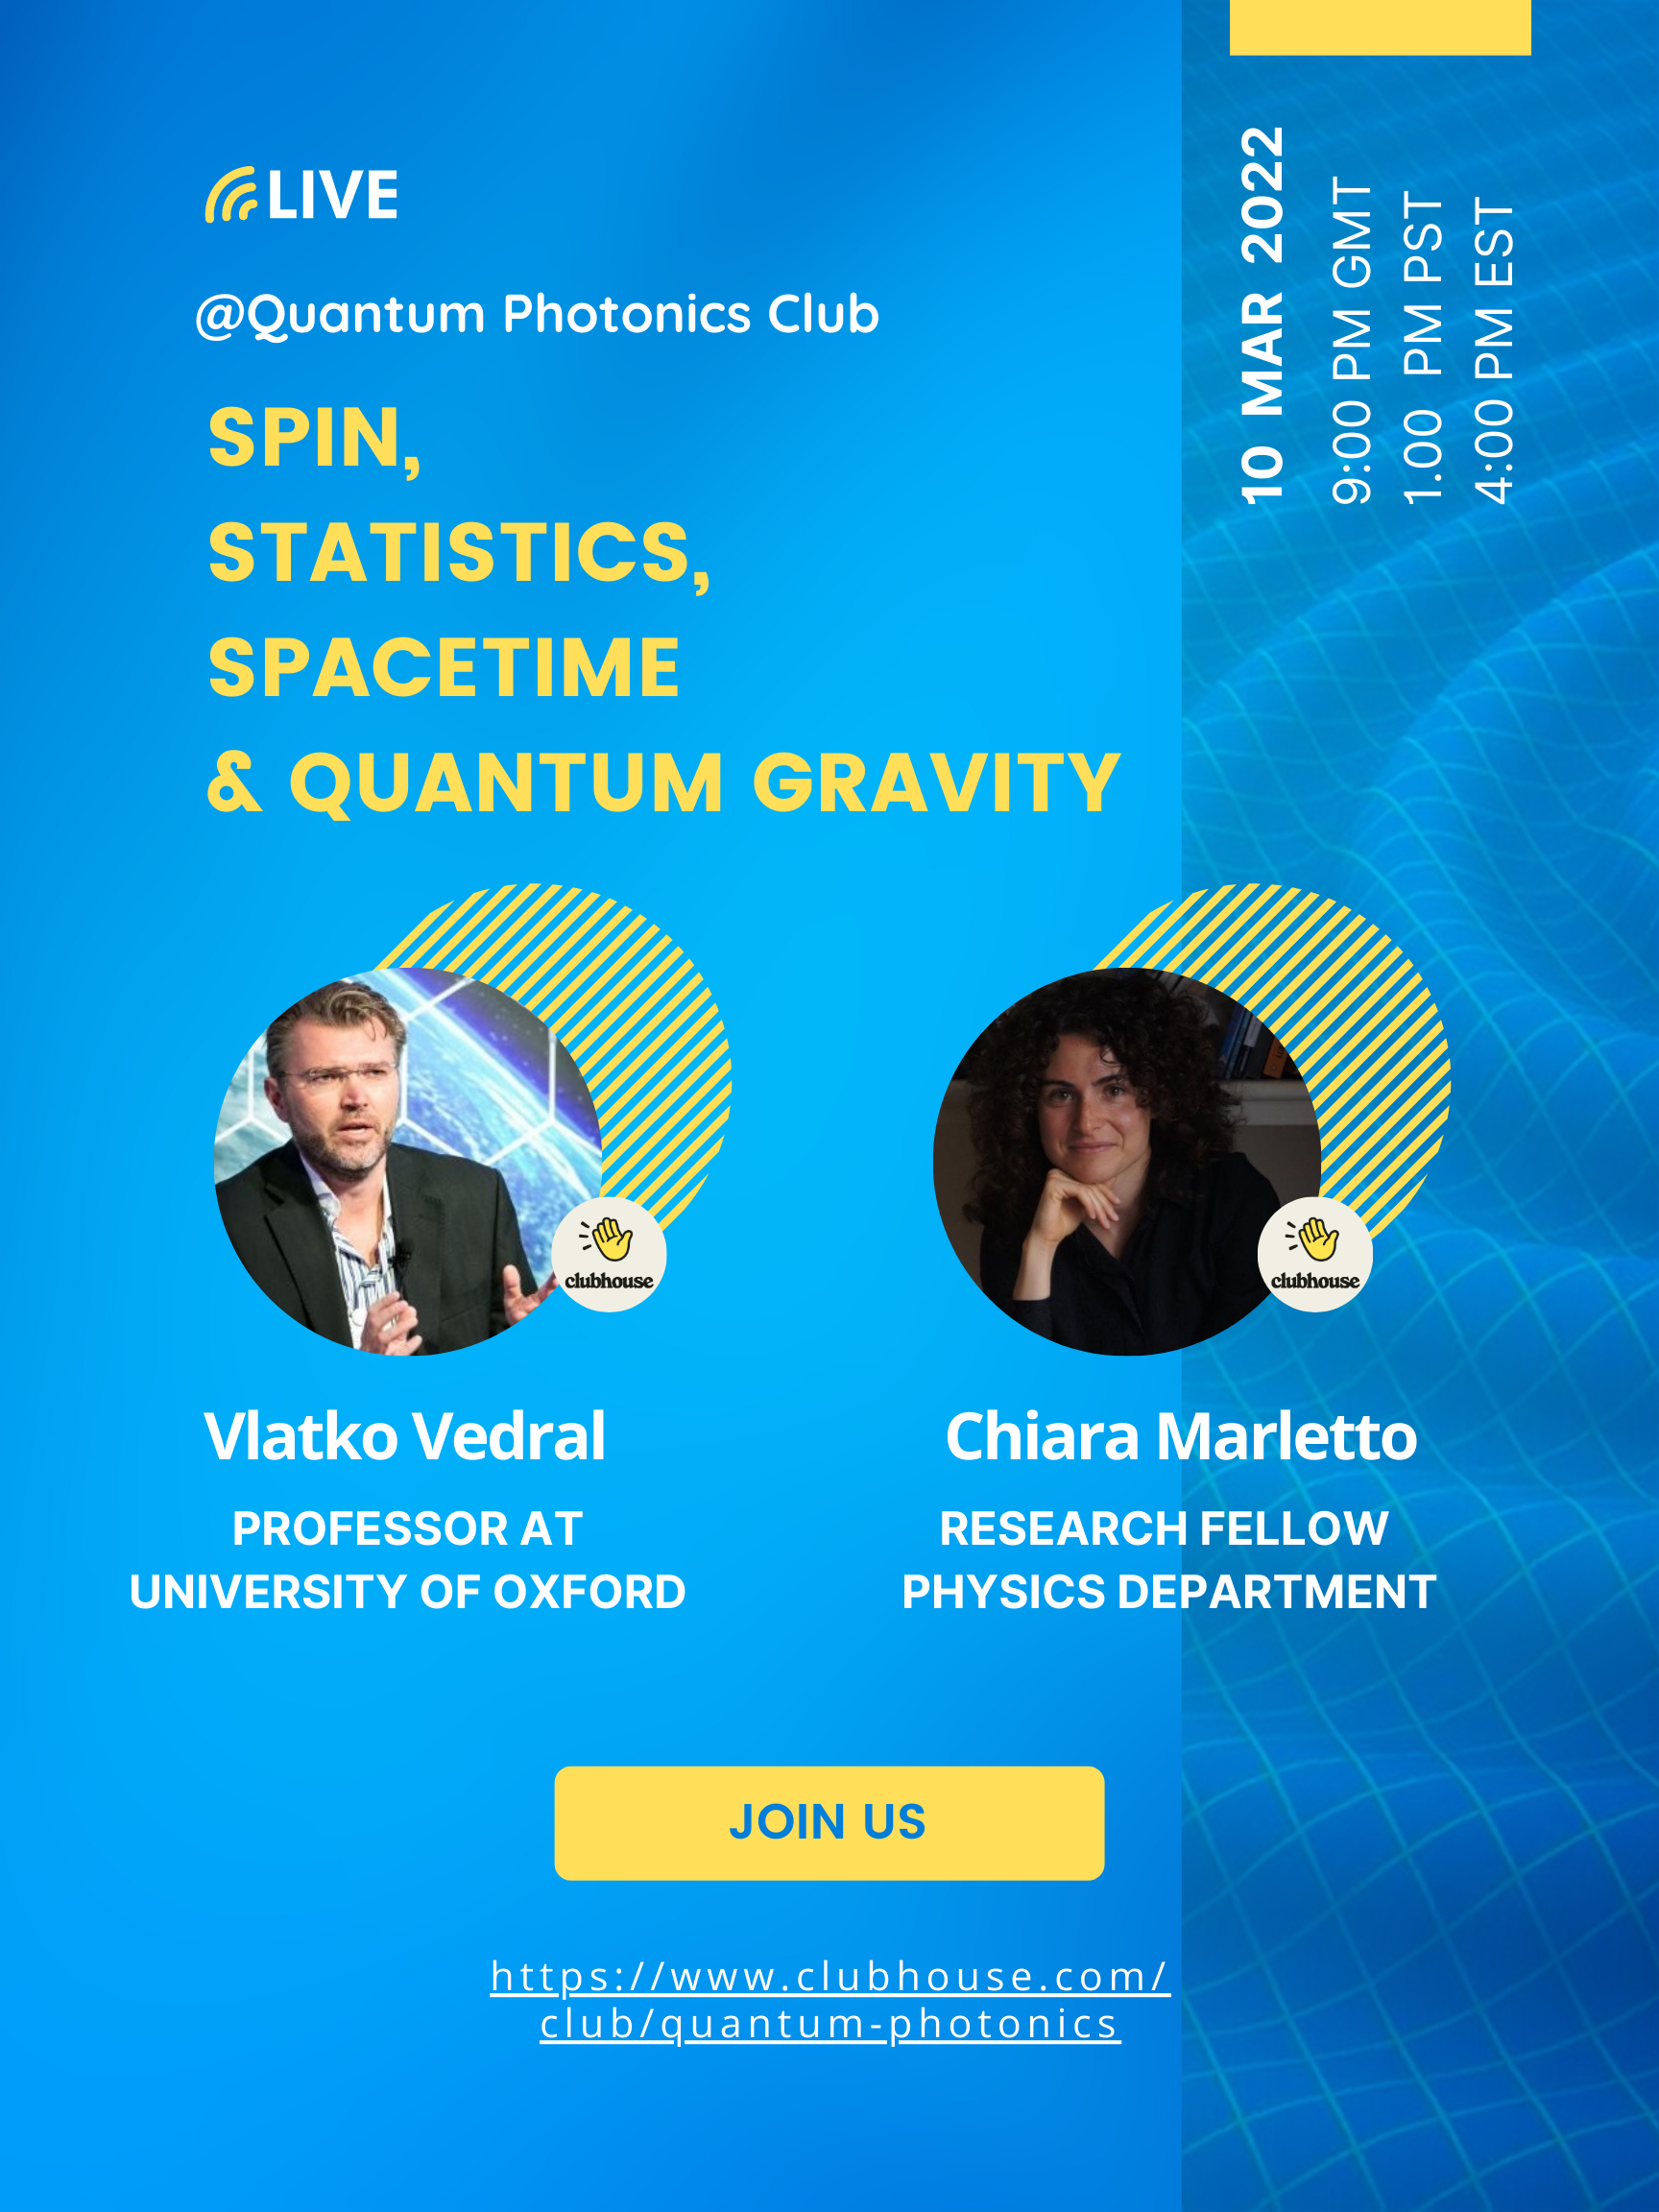 LIVE
@Quantum Photonics Club
SPIN,
STATISTICS,
SPACETIME
& QUANTUM GRAVITY
10 MAR 2022
9:00 PM GMT
1.00 PM PST
4:00 PM EST
clubhouse
clubhouse
Vlatko Vedral
PROFESSOR AT
UNIVERSITY OF OXFORD
Chiara Marletto
RESEARCH FELLOW
PHYSICS DEPARTMENT
JOIN US
https://www.clubhouse.com/
club/quantum-photonics